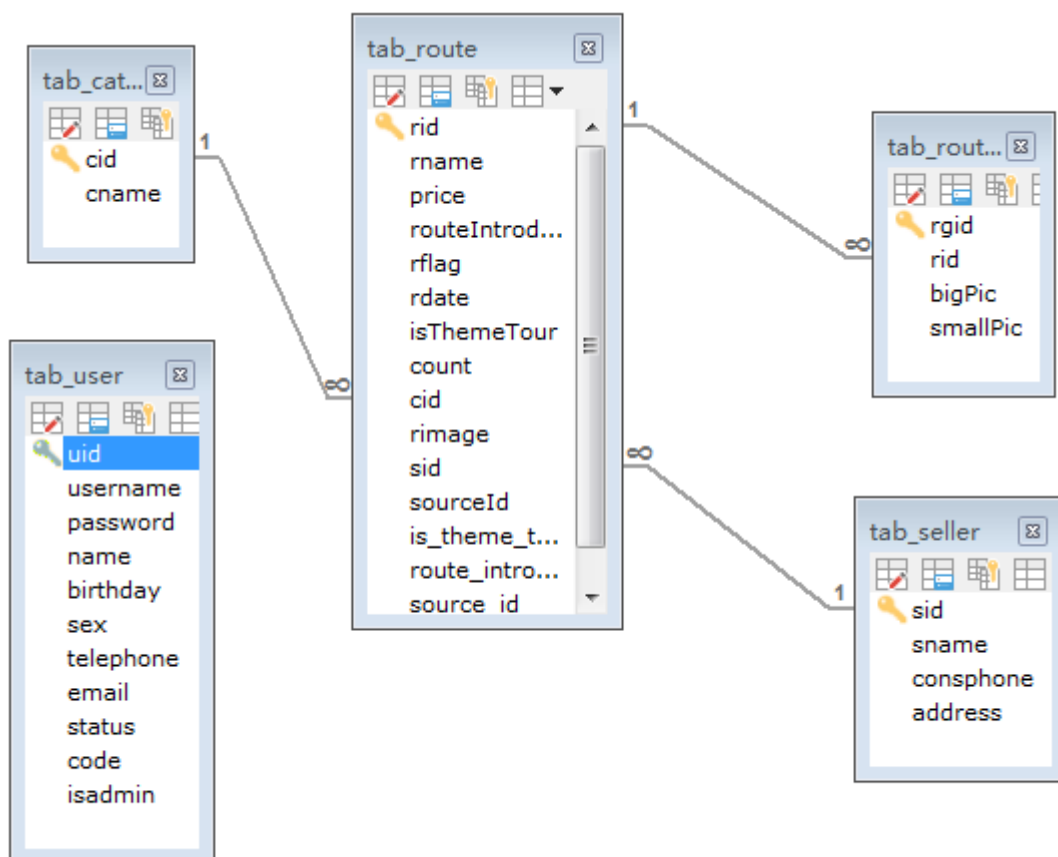 tab_cat...
cid
cname
1
∞
tab_route
rid
rname
price
routeIntrod...
rflag
rdate
isThemeTour
count
cid
rimage
sid
sourceId
is_theme_t...
route_intro...
source_id
1
∞
tab_rout...
rgid
rid
bigPic
smallPic
∞
1
tab_user
uid
username
password
name
birthday
sex
telephone
email
status
code
isadmin
tab_seller
sid
sname
consphone
address